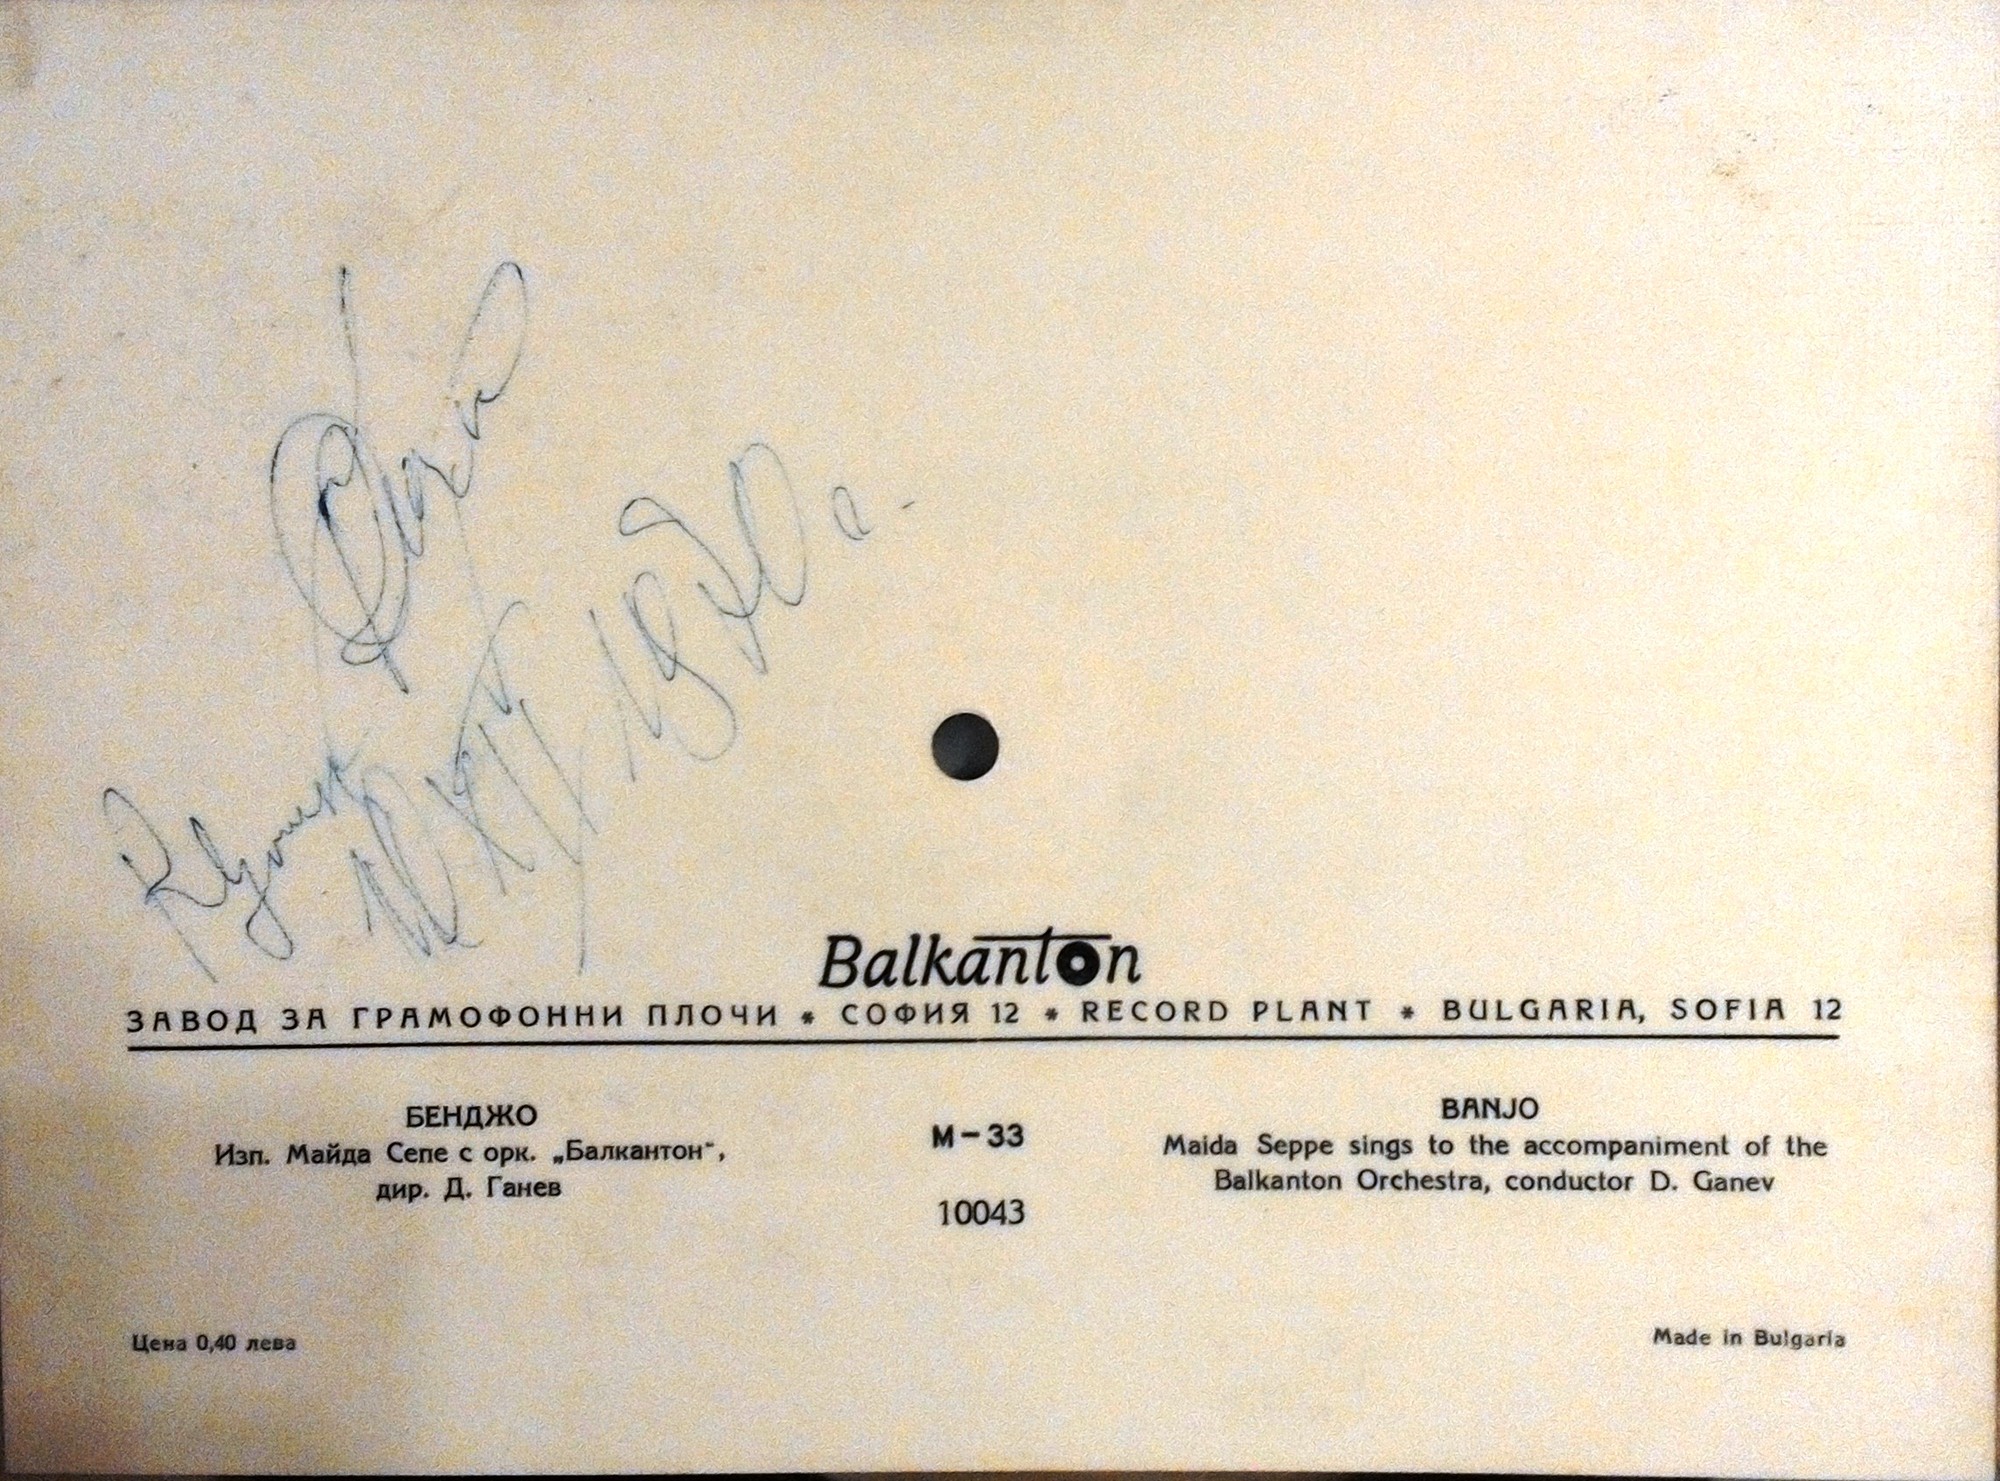 Balkanton
ЗАВОД ЗА ГРАМОФОННИ ПЛОЧИ * СОФИЯ 12 * RECORD PLANT * BULGARIA, SOFIA 12
БЕНДЖО
Изп. Майда Сепе с орк. „Балкантон“,
дир. Д. Ганев
М-33
10043
BANJO
Maida Seppe sings to the accompaniment of the
Balkanton Orchestra, conductor D. Ganev
Цена 0,40 лева
Made in Bulgaria